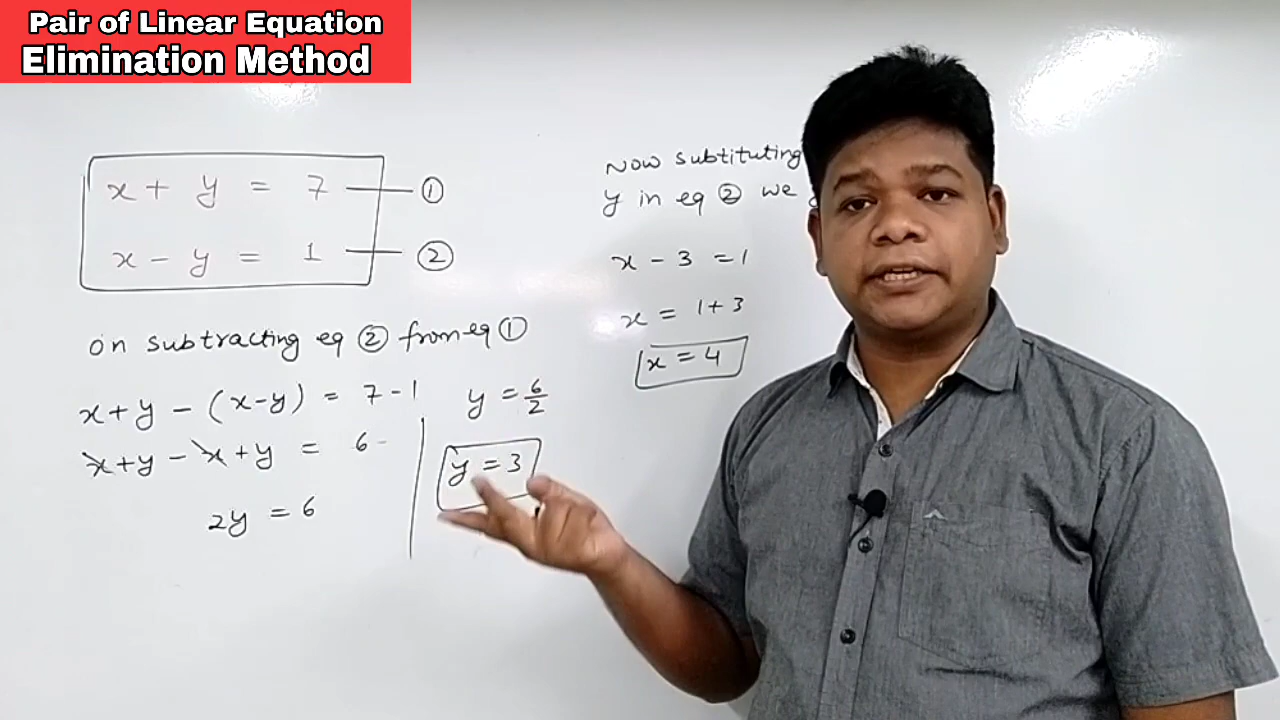 Pair of Linear Equation
Elimination Method
x + y = 7 — ①
x - y = 1 — ②
on subtracting eq ② from eq ①
x+y - (x-y) = 7-1
x+y - x+y = 6
2y = 6
y = 6/2
y = 3
Now subtituting
y in eq ② we
x - 3 = 1
x = 1+3
x = 4